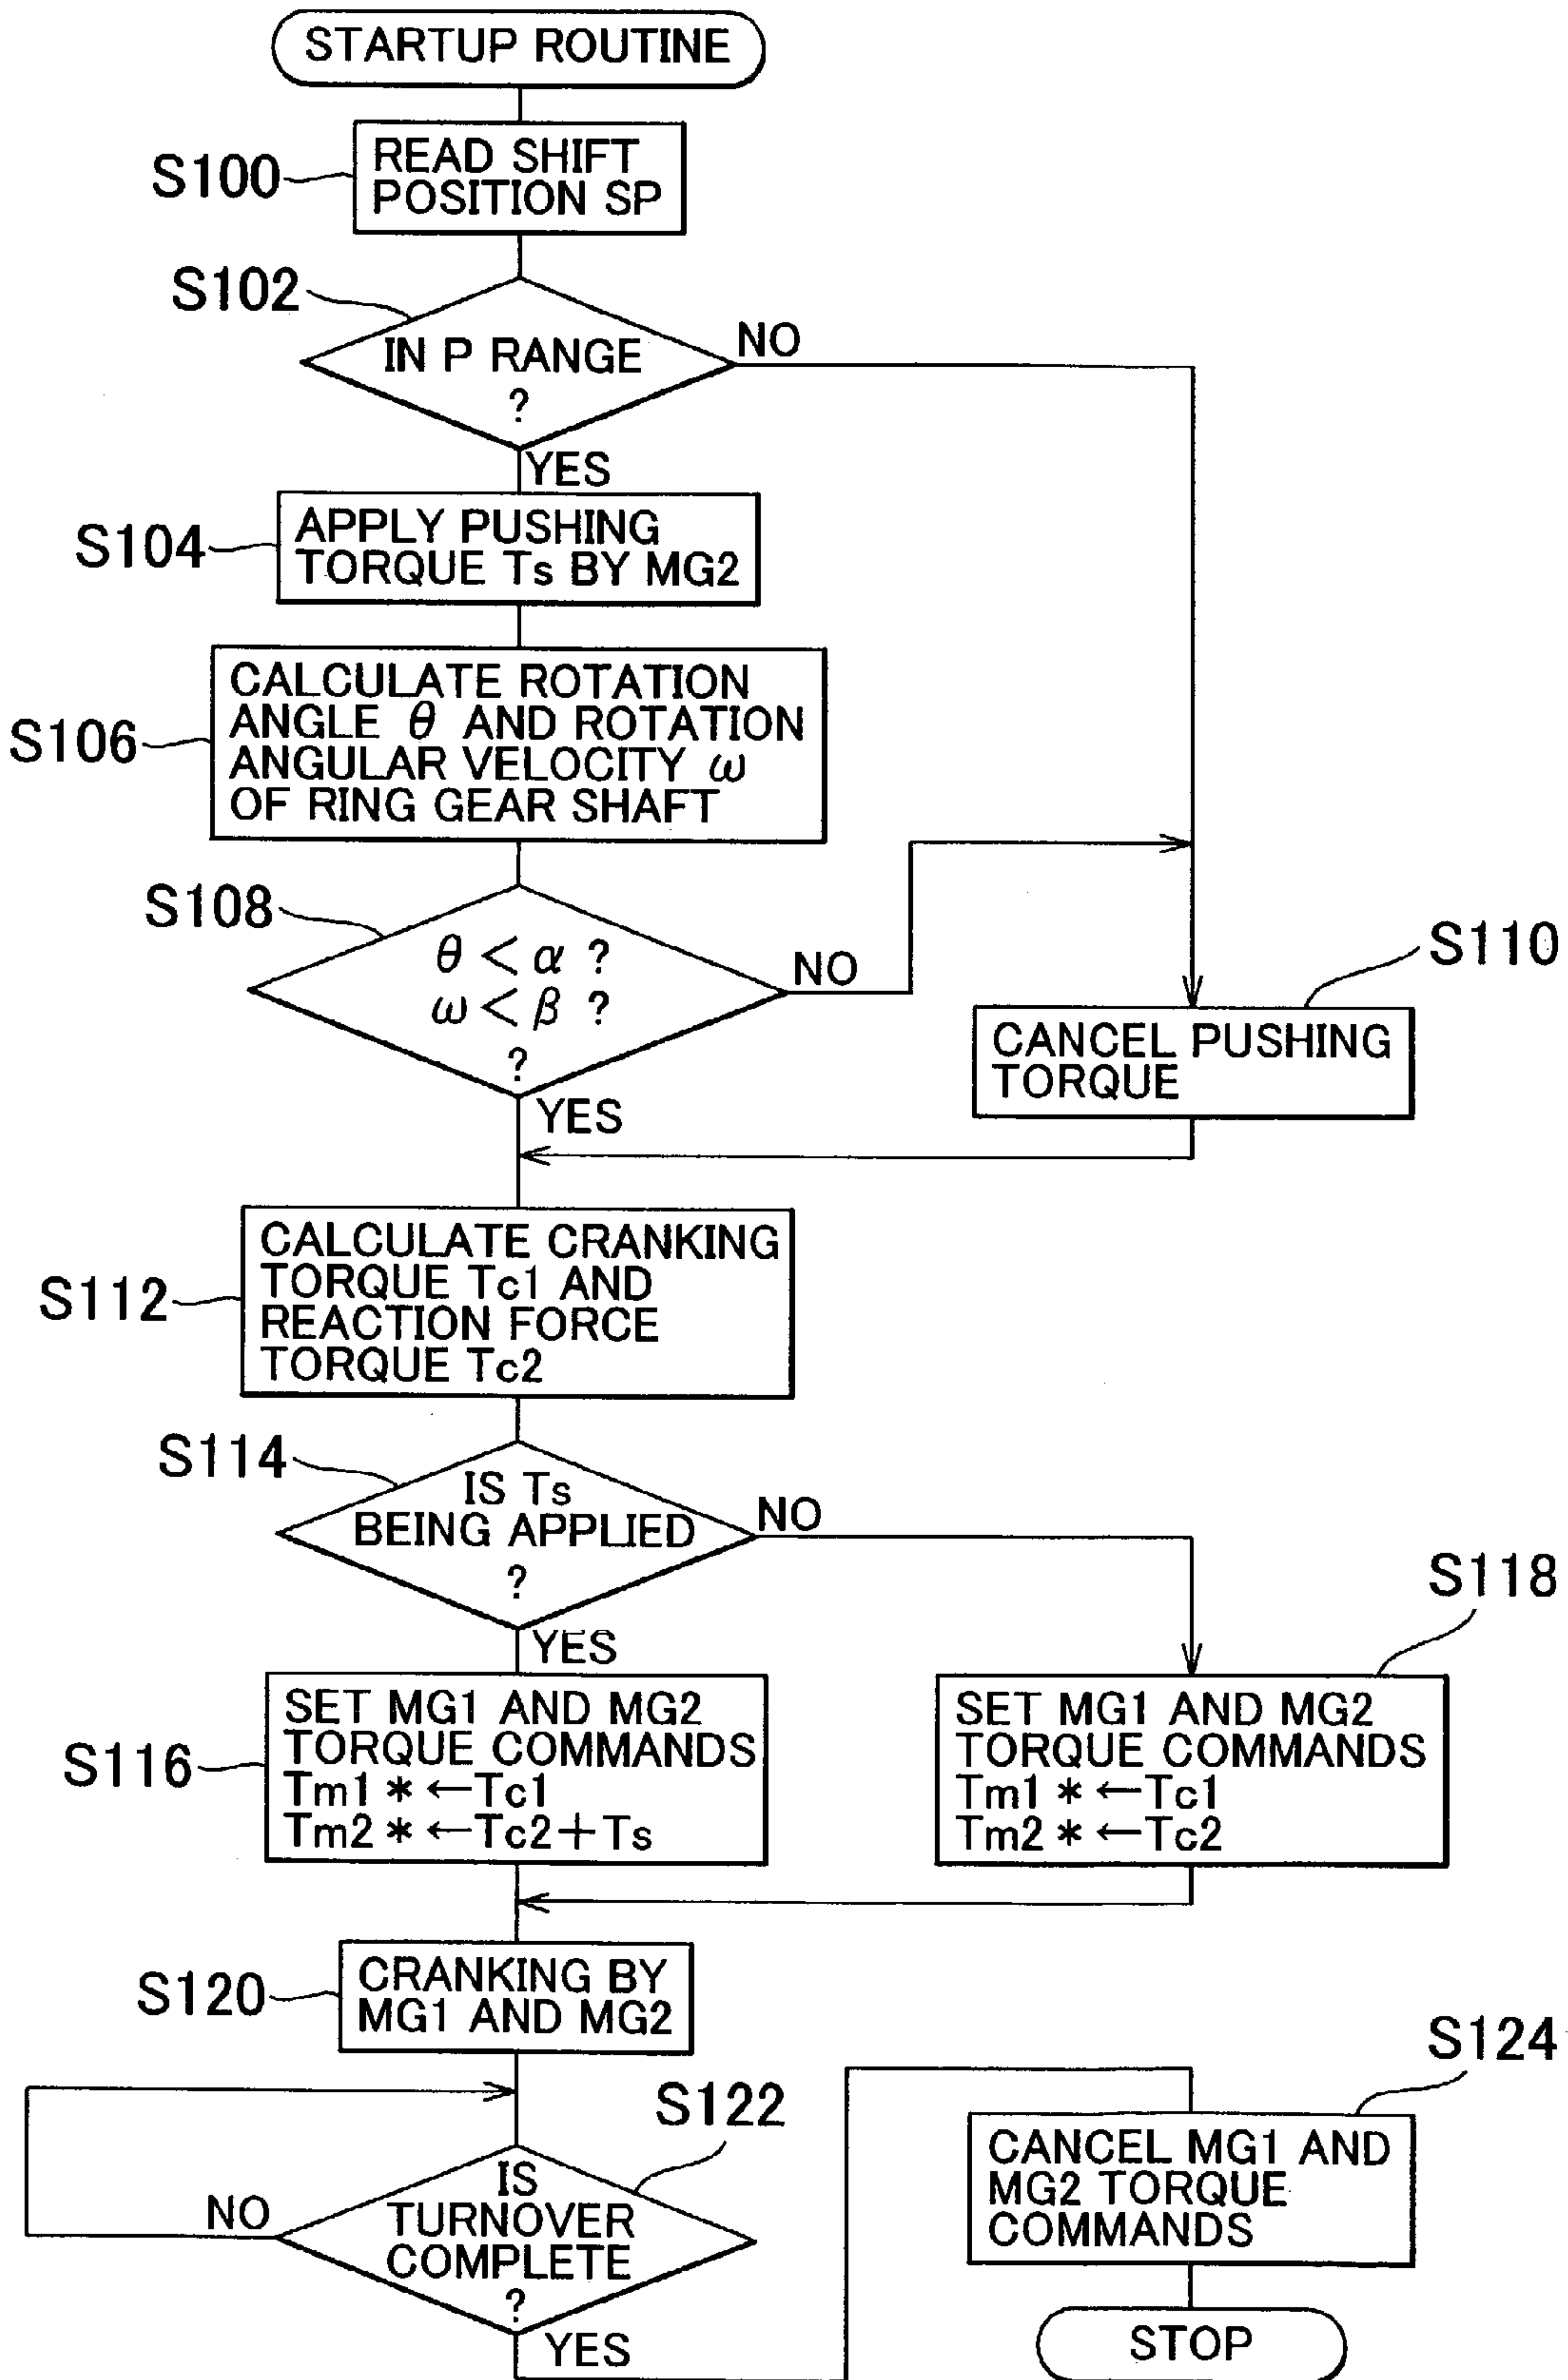 STARTUP ROUTINE
S100
READ SHIFT
POSITION SP
S102
IN P RANGE
?
NO
YES
S104
APPLY PUSHING
TORQUE Ts BY MG2
S106
CALCULATE ROTATION
ANGLE θ AND ROTATION
ANGULAR VELOCITY ω
OF RING GEAR SHAFT
S108
θ < α ?
ω < β ?
?
NO
YES
S110
CANCEL PUSHING
TORQUE
S112
CALCULATE CRANKING
TORQUE Tc1 AND
REACTION FORCE
TORQUE Tc2
S114
IS Ts
BEING APPLIED
?
NO
YES
S116
SET MG1 AND MG2
TORQUE COMMANDS
Tm1 * ←Tc1
Tm2 * ←Tc2+Ts
S118
SET MG1 AND MG2
TORQUE COMMANDS
Tm1 * ←Tc1
Tm2 * ←Tc2
S120
CRANKING BY
MG1 AND MG2
S122
IS
TURNOVER
COMPLETE
?
NO
YES
S124
CANCEL MG1 AND
MG2 TORQUE
COMMANDS
STOP